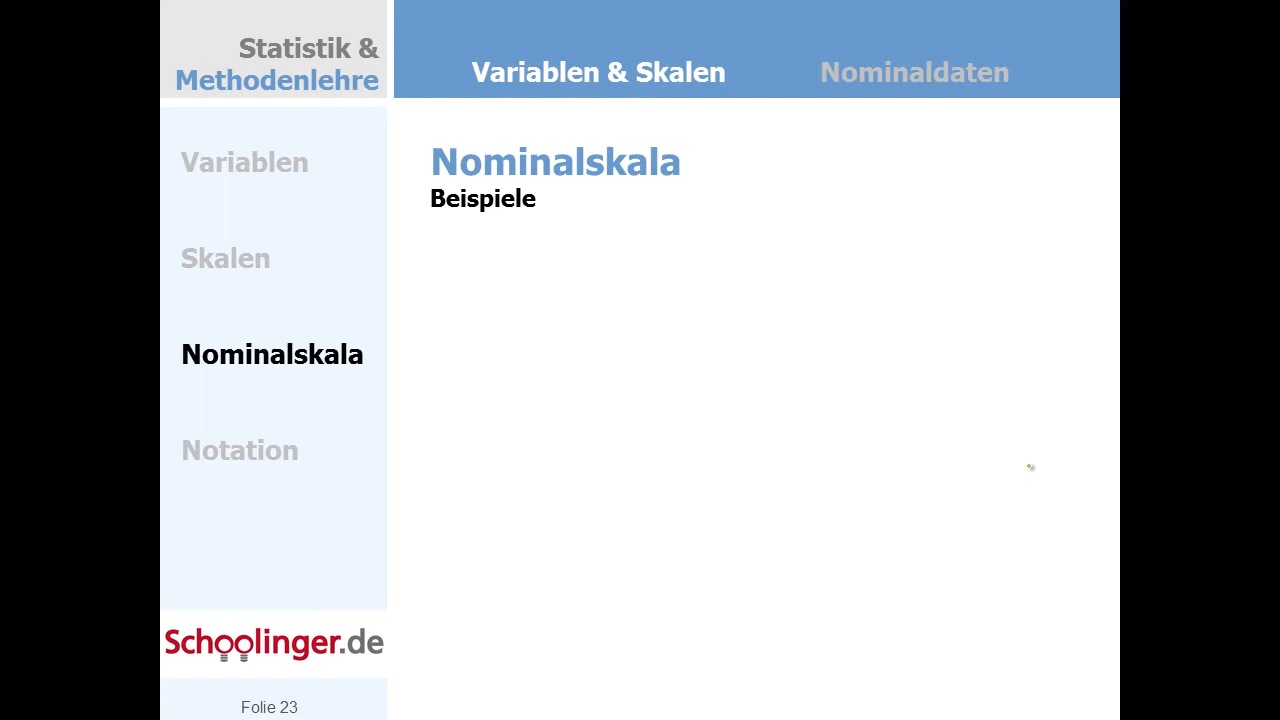 Statistik &
Methodenlehre
Variablen & Skalen
Nominaldaten
Variablen
Skalen
Nominalskala
Notation
Nominalskala
Beispiele
Schoolinger.de
Folie 23